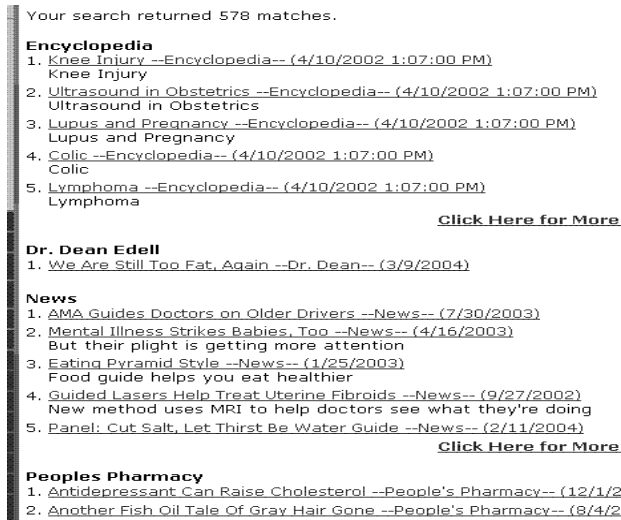 Your search returned 578 matches.
Encyclopedia
1. Knee Injury --Encyclopedia-- (4/10/2002 1:07:00 PM)
Knee Injury
2. Ultrasound in Obstetrics --Encyclopedia-- (4/10/2002 1:07:00 PM)
Ultrasound in Obstetrics
3. Lupus and Pregnancy --Encyclopedia-- (4/10/2002 1:07:00 PM)
Lupus and Pregnancy
4. Colic --Encyclopedia-- (4/10/2002 1:07:00 PM)
Colic
5. Lymphoma --Encyclopedia-- (4/10/2002 1:07:00 PM)
Lymphoma
Click Here for More
Dr. Dean Edell
1. We Are Still Too Fat, Again --Dr. Dean-- (3/9/2004)
News
1. AMA Guides Doctors on Older Drivers --News-- (7/30/2003)
2. Mental Illness Strikes Babies, Too --News-- (4/16/2003)
But their plight is getting more attention
3. Eating Pyramid Style --News-- (1/25/2003)
Food guide helps you eat healthier
4. Guided Lasers Help Treat Uterine Fibroids --News-- (9/27/2002)
New method uses MRI to help doctors see what they're doing
5. Panel: Cut Salt, Let Thirst Be Water Guide --News-- (2/11/2004)
Click Here for More
Peoples Pharmacy
1. Antidepressant Can Raise Cholesterol --People's Pharmacy-- (12/1/2
2. Another Fish Oil Tale Of Gray Hair Gone --People's Pharmacy-- (8/4/2